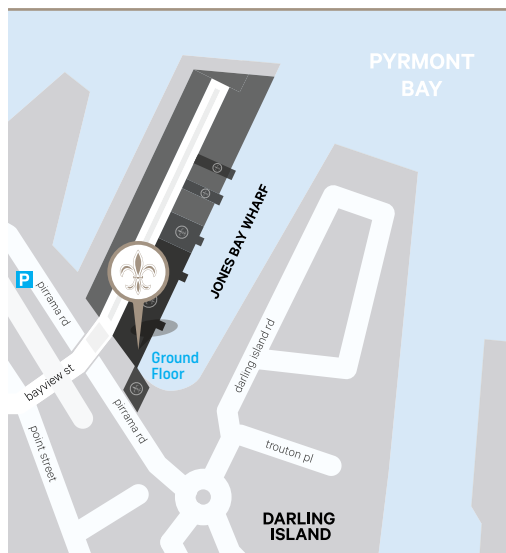 PYRMONT
BAY
JONES BAY WHARF
P
pirrama rd
darling island rd
Ground
Floor
bayview st
pirrama rd
point street
trouton pl
DARLING
ISLAND